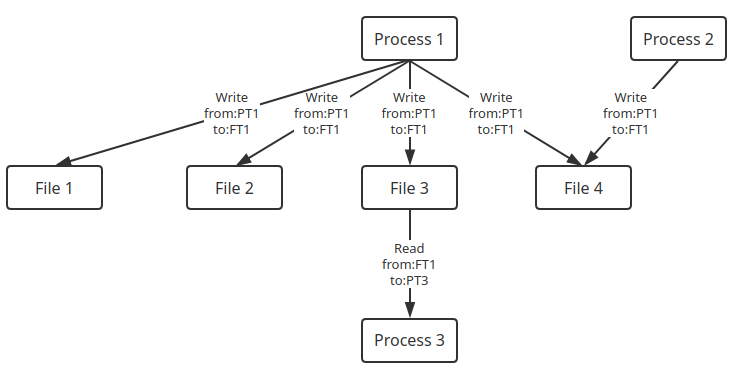 Process 1
Process 2
Write
from:PT1
to:FT1
Write
from:PT1
to:FT1
Write
from:PT1
to:FT1
Write
from:PT1
to:FT1
Write
from:PT1
to:FT1
File 1
File 2
File 3
File 4
Read
from:FT1
to:PT3
Process 3